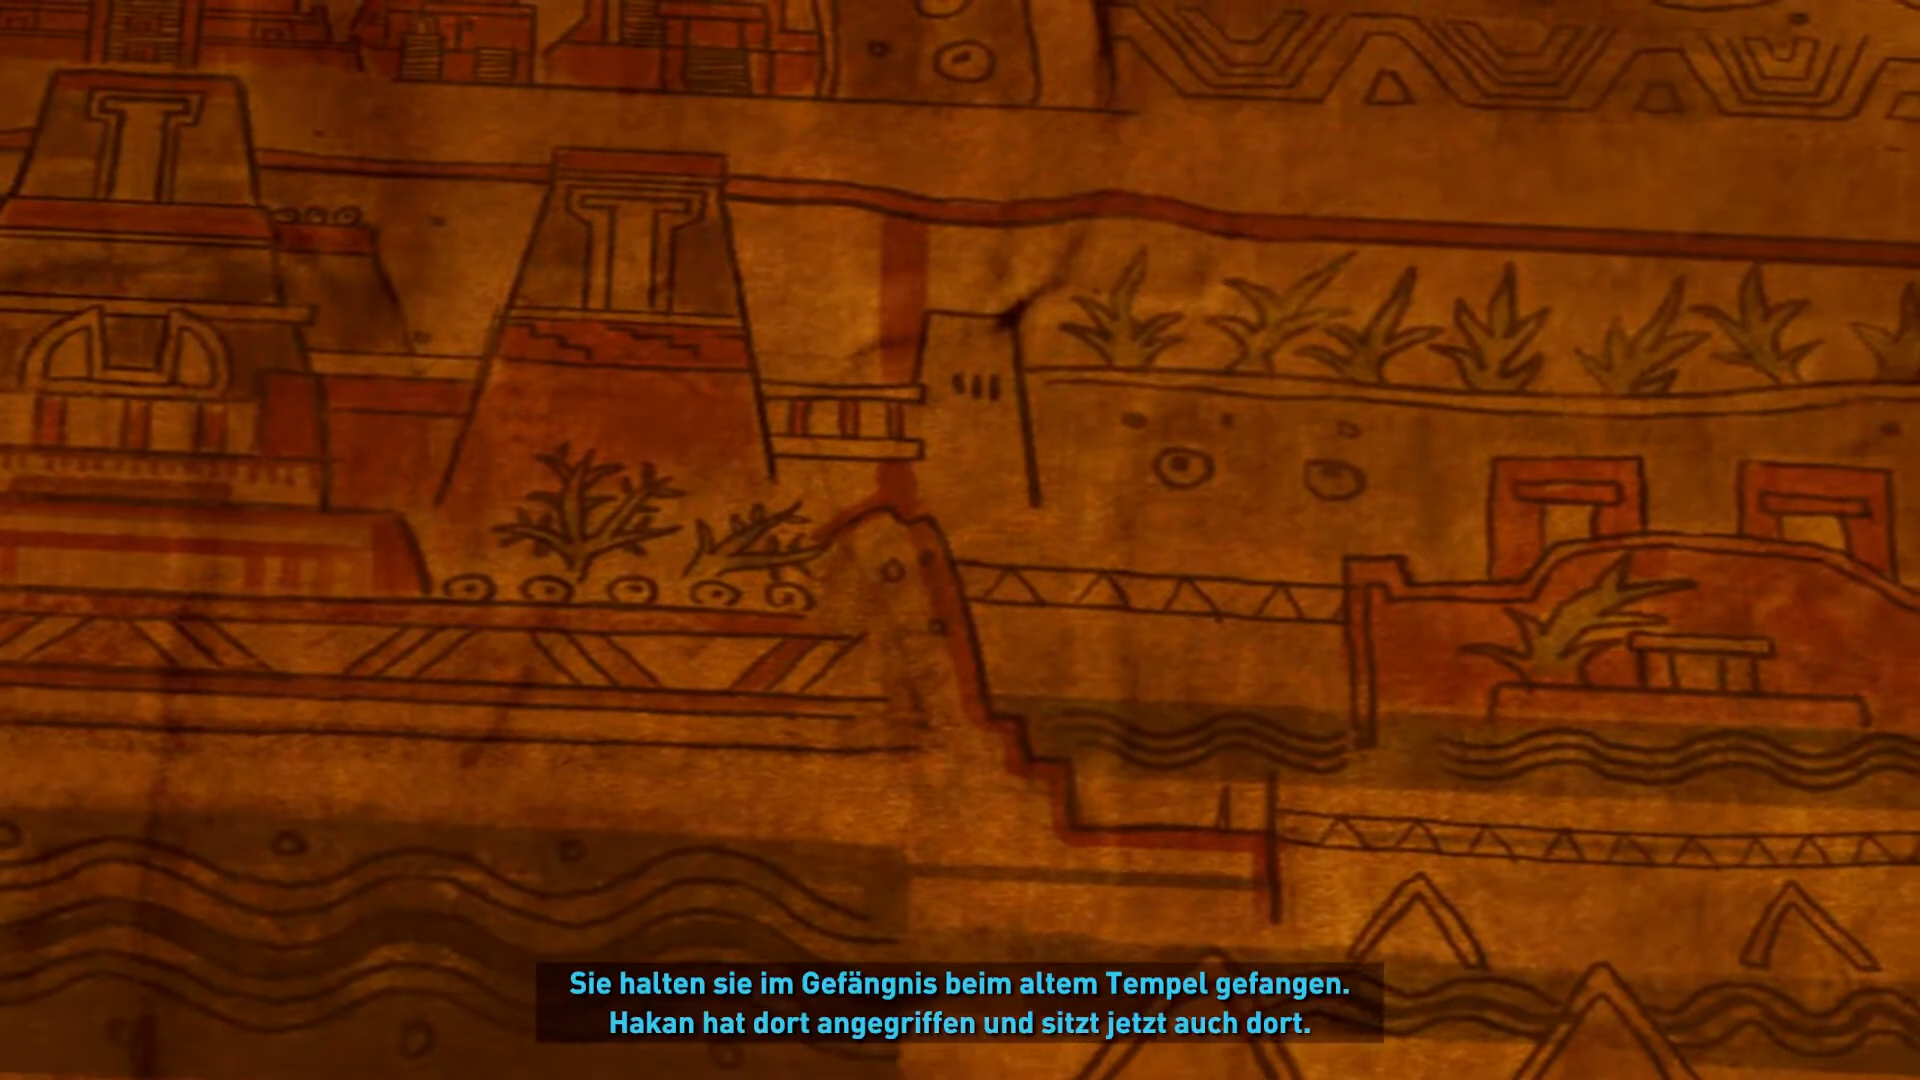 Sie halten sie im Gefängnis beim altem Tempel gefangen.
Hakan hat dort angegriffen und sitzt jetzt auch dort.